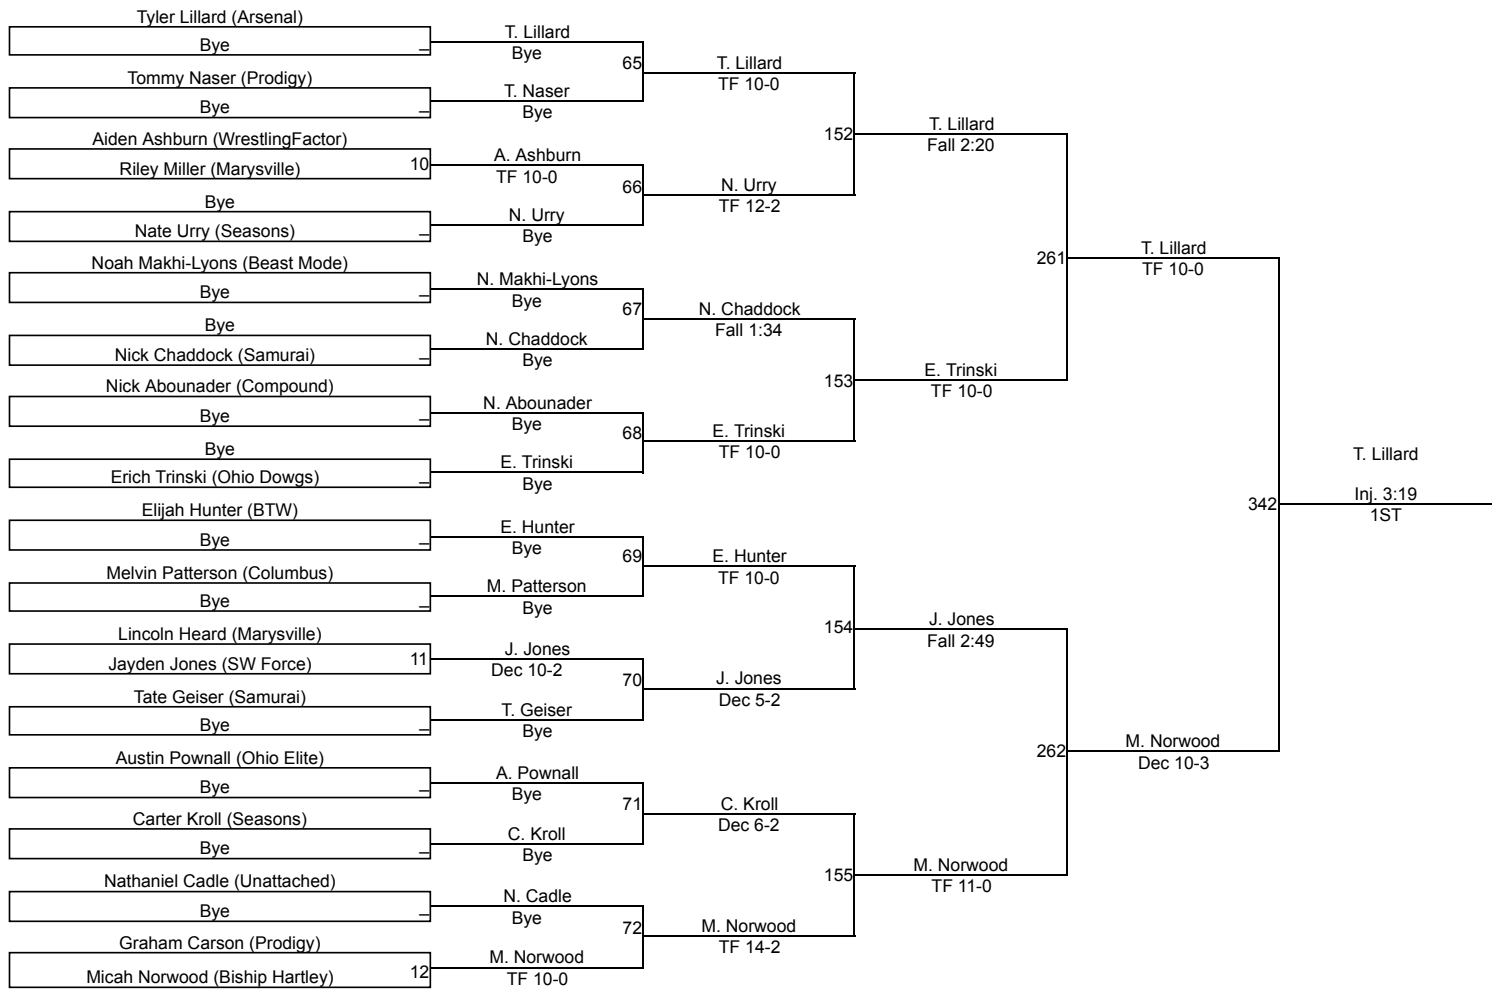 Tyler Lillard (Arsenal)
Bye
_
Tommy Naser (Prodigy)
Bye
_
Aiden Ashburn (WrestlingFactor)
Riley Miller (Marysville)
10
Bye
Nate Urry (Seasons)
_
Noah Makhi-Lyons (Beast Mode)
Bye
_
Bye
Nick Chaddock (Samurai)
_
Nick Abounader (Compound)
Bye
_
Bye
Erich Trinski (Ohio Dowgs)
_
Elijah Hunter (BTW)
Bye
_
Melvin Patterson (Columbus)
Bye
_
Lincoln Heard (Marysville)
Jayden Jones (SW Force)
11
Tate Geiser (Samurai)
Bye
_
Austin Pownall (Ohio Elite)
Bye
_
Carter Kroll (Seasons)
Bye
_
Nathaniel Cadle (Unattached)
Bye
_
Graham Carson (Prodigy)
Micah Norwood (Biship Hartley)
12
T. Lillard
Bye
65
T. Naser
Bye
A. Ashburn
TF 10-0
66
N. Urry
Bye
N. Makhi-Lyons
Bye
67
N. Chaddock
Bye
N. Abounader
Bye
68
E. Trinski
Bye
E. Hunter
Bye
69
M. Patterson
Bye
J. Jones
Dec 10-2
70
T. Geiser
Bye
A. Pownall
Bye
71
C. Kroll
Bye
N. Cadle
Bye
72
M. Norwood
TF 10-0
T. Lillard
TF 10-0
152
N. Urry
TF 12-2
N. Chaddock
Fall 1:34
153
E. Trinski
TF 10-0
E. Hunter
TF 10-0
154
J. Jones
Dec 5-2
C. Kroll
Dec 6-2
155
M. Norwood
TF 14-2
T. Lillard
Fall 2:20
261
E. Trinski
TF 10-0
J. Jones
Fall 2:49
262
M. Norwood
TF 11-0
T. Lillard
TF 10-0
342
M. Norwood
Dec 10-3
T. Lillard
Inj. 3:19
1ST